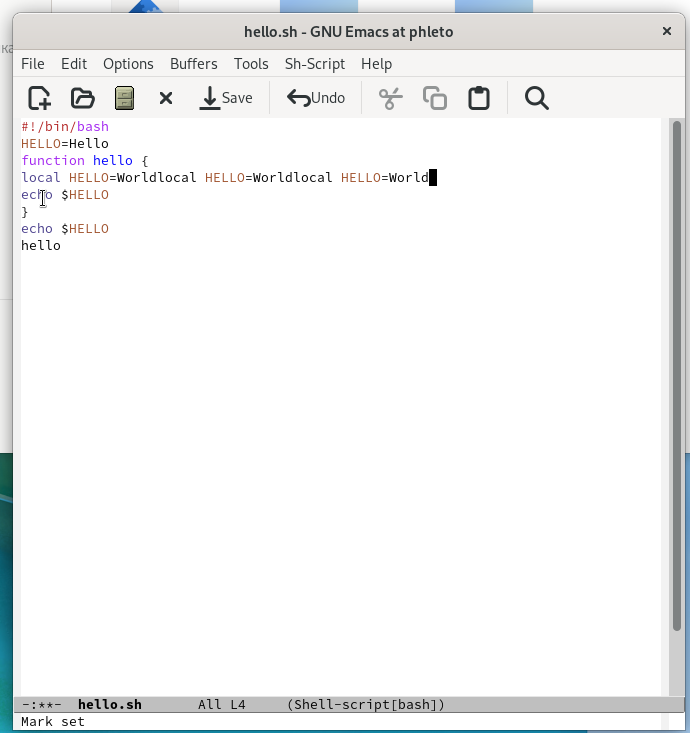 ка
hello.sh - GNU Emacs at phleto
File Edit Options Buffers Tools Sh-Script Help
Save Undo
#!/bin/bash
HELLO=Hello
function hello {
local HELLO=Worldlocal HELLO=Worldlocal HELLO=World
echo $HELLO
}
echo $HELLO
hello
-:**- hello.sh All L4 (Shell-script[bash])
Mark set